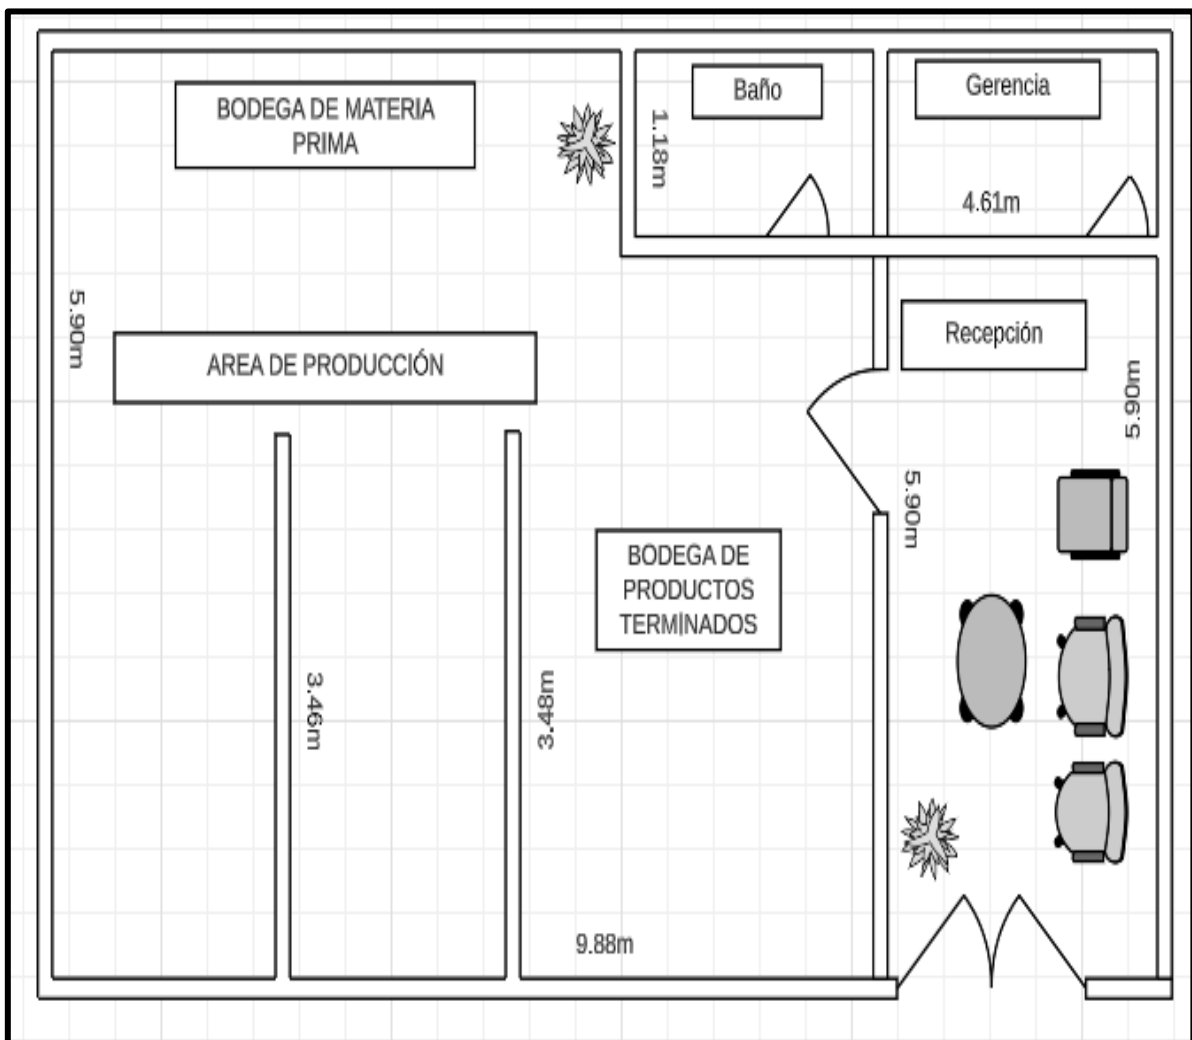 BODEGA DE MATERIA
PRIMA
Baño
Gerencia
1.18m
4.61m
5.90m
AREA DE PRODUCCIÓN
Recepción
5.90m
5.90m
BODEGA DE
PRODUCTOS
TERMINADOS
3.46m
3.48m
9.88m